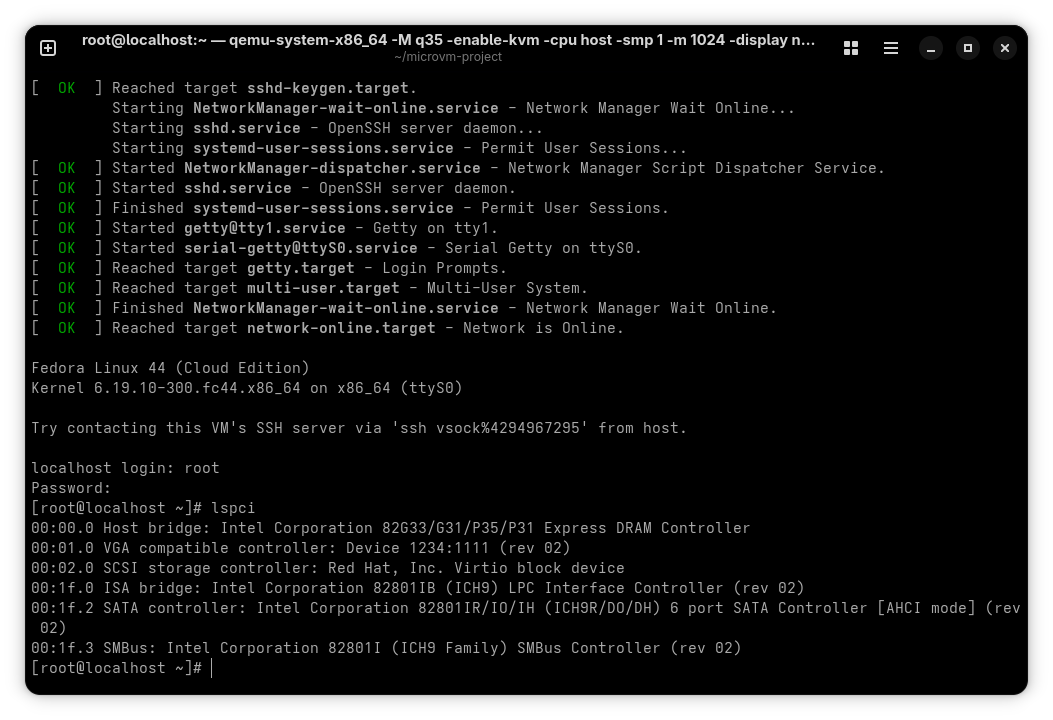 root@localhost:~ — qemu-system-x86_64 -M q35 -enable-kvm -cpu host -smp 1 -m 1024 -display n...
~/microvm-project
[  OK  ] Reached target sshd-keygen.target.
         Starting NetworkManager-wait-online.service - Network Manager Wait Online...
         Starting sshd.service - OpenSSH server daemon...
         Starting systemd-user-sessions.service - Permit User Sessions...
[  OK  ] Started NetworkManager-dispatcher.service - Network Manager Script Dispatcher Service.
[  OK  ] Started sshd.service - OpenSSH server daemon.
[  OK  ] Finished systemd-user-sessions.service - Permit User Sessions.
[  OK  ] Started getty@tty1.service - Getty on tty1.
[  OK  ] Started serial-getty@ttyS0.service - Serial Getty on ttyS0.
[  OK  ] Reached target getty.target - Login Prompts.
[  OK  ] Reached target multi-user.target - Multi-User System.
[  OK  ] Finished NetworkManager-wait-online.service - Network Manager Wait Online.
[  OK  ] Reached target network-online.target - Network is Online.

Fedora Linux 44 (Cloud Edition)
Kernel 6.19.10-300.fc44.x86_64 on x86_64 (ttyS0)

Try contacting this VM's SSH server via 'ssh vsock%4294967295' from host.

localhost login: root
Password:
[root@localhost ~]# lspci
00:00.0 Host bridge: Intel Corporation 82G33/G31/P35/P31 Express DRAM Controller
00:01.0 VGA compatible controller: Device 1234:1111 (rev 02)
00:02.0 SCSI storage controller: Red Hat, Inc. Virtio block device
00:1f.0 ISA bridge: Intel Corporation 82801IB (ICH9) LPC Interface Controller (rev 02)
00:1f.2 SATA controller: Intel Corporation 82801IR/IO/IH (ICH9R/DO/DH) 6 port SATA Controller [AHCI mode] (rev
 02)
00:1f.3 SMBus: Intel Corporation 82801I (ICH9 Family) SMBus Controller (rev 02)
[root@localhost ~]#